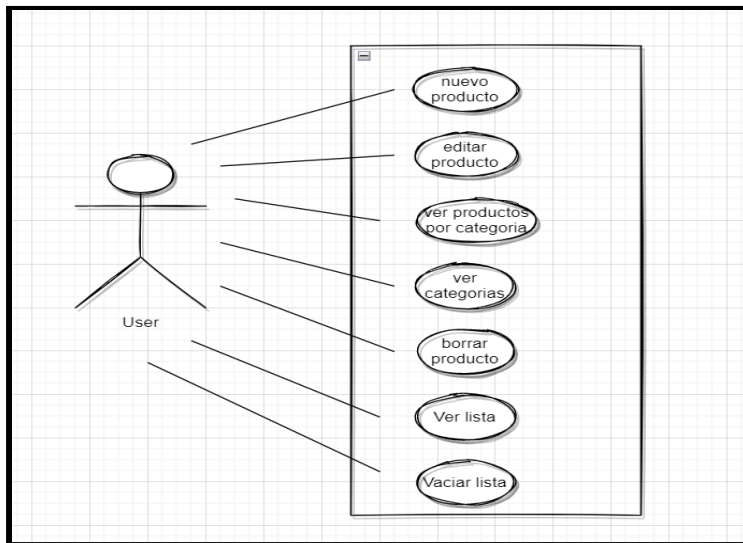 nuevo
producto
editar
producto
ver productos
por categoria
ver
categorias
borrar
producto
Ver lista
Vaciar lista
User